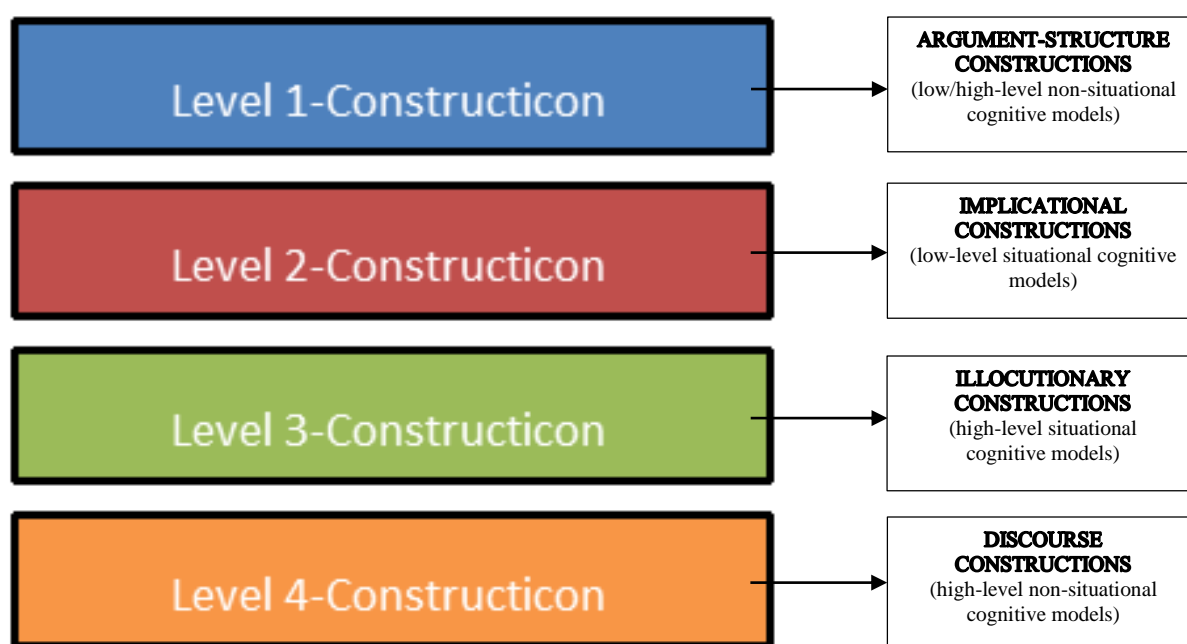 Level 1-Constructicon
ARGUMENT-STRUCTURE
CONSTRUCTIONS
(low/high-level non-situational
cognitive models)
Level 2-Constructicon
IMPLICATIONAL
CONSTRUCTIONS
(low-level situational cognitive
models)
Level 3-Constructicon
ILLOCUTIONARY
CONSTRUCTIONS
(high-level situational
cognitive models)
Level 4-Constructicon
DISCOURSE
CONSTRUCTIONS
(high-level non-situational
cognitive models)